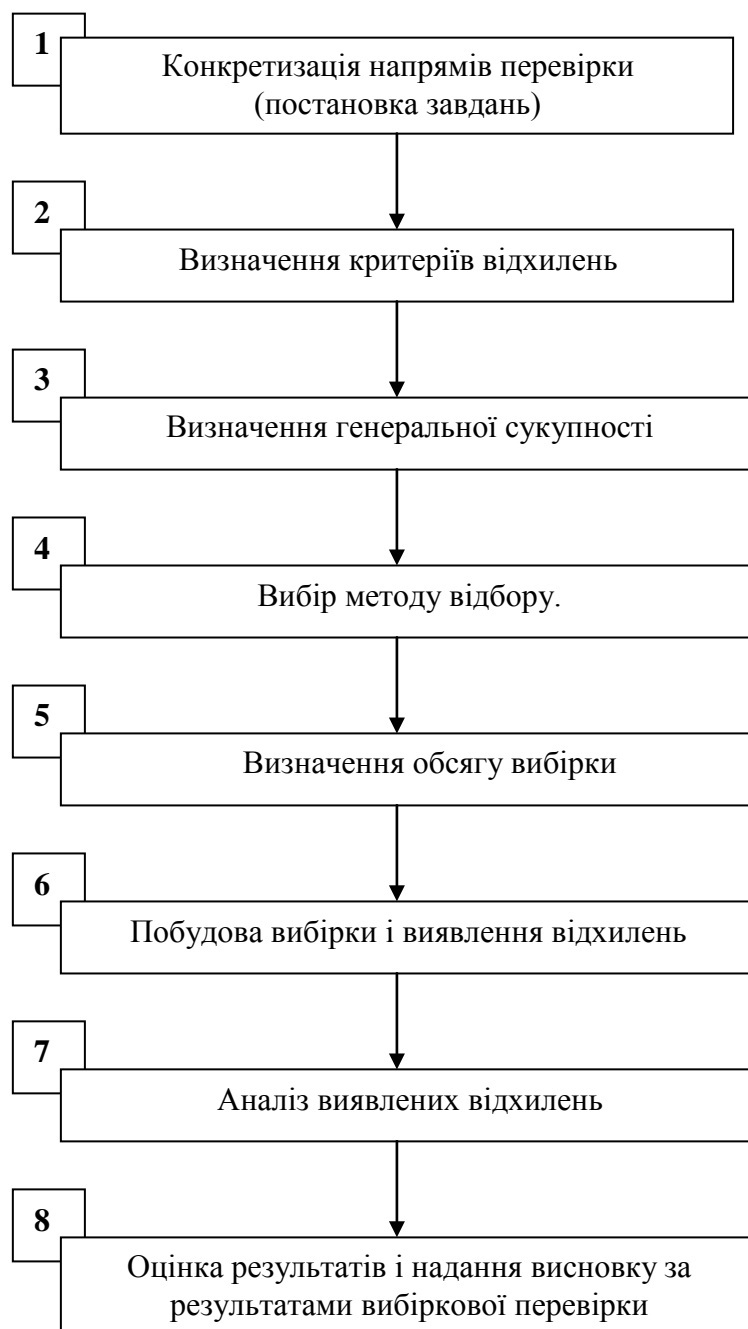 1
Конкретизація напрямів перевірки
(постановка завдань)
2
Визначення критеріїв відхилень
3
Визначення генеральної сукупності
4
Вибір методу відбору.
5
Визначення обсягу вибірки
6
Побудова вибірки і виявлення відхилень
7
Аналіз виявлених відхилень
8
Оцінка результатів і надання висновку за
результатами вибіркової перевірки